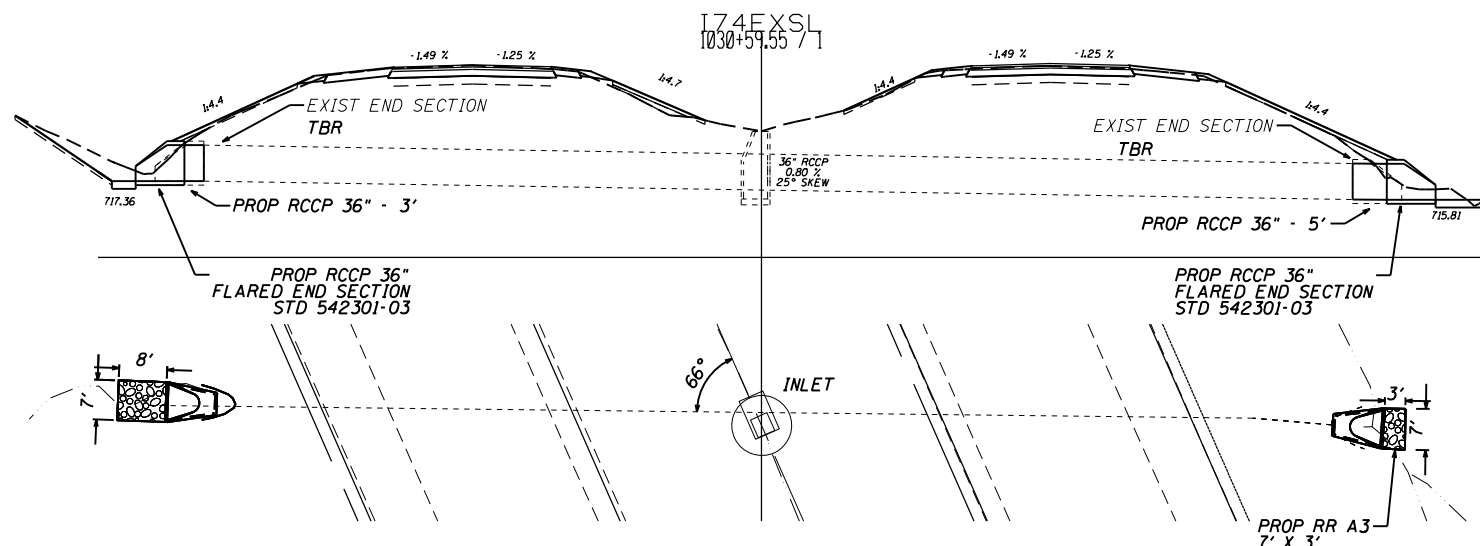 I74EXSL
1030+59.55 / 1
-1.49 %
-1.25 %
-1.49 %
-1.25 %
1:4.4
1:4.7
1:4.4
1:4.4
EXIST END SECTION
TBR
EXIST END SECTION
TBR
36" RCCP
0.80 %
25° SKEW
717.36
PROP RCCP 36" - 3'
PROP RCCP 36" - 5'
715.81
PROP RCCP 36"
FLARED END SECTION
STD 542301-03
PROP RCCP 36"
FLARED END SECTION
STD 542301-03
8'
7'
66°
INLET
3'
7'
PROP RR A3
7' X 3'